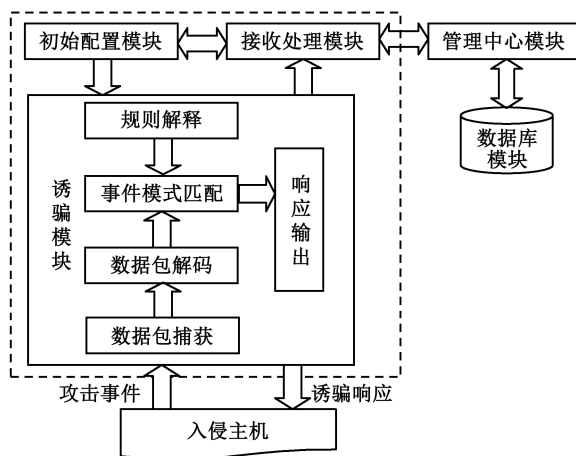 初始配置模块
接收处理模块
管理中心模块
规则解释
数据库
模块
诱骗模块
事件模式匹配
响应输出
数据包解码
数据包捕获
攻击事件
诱骗响应
入侵主机